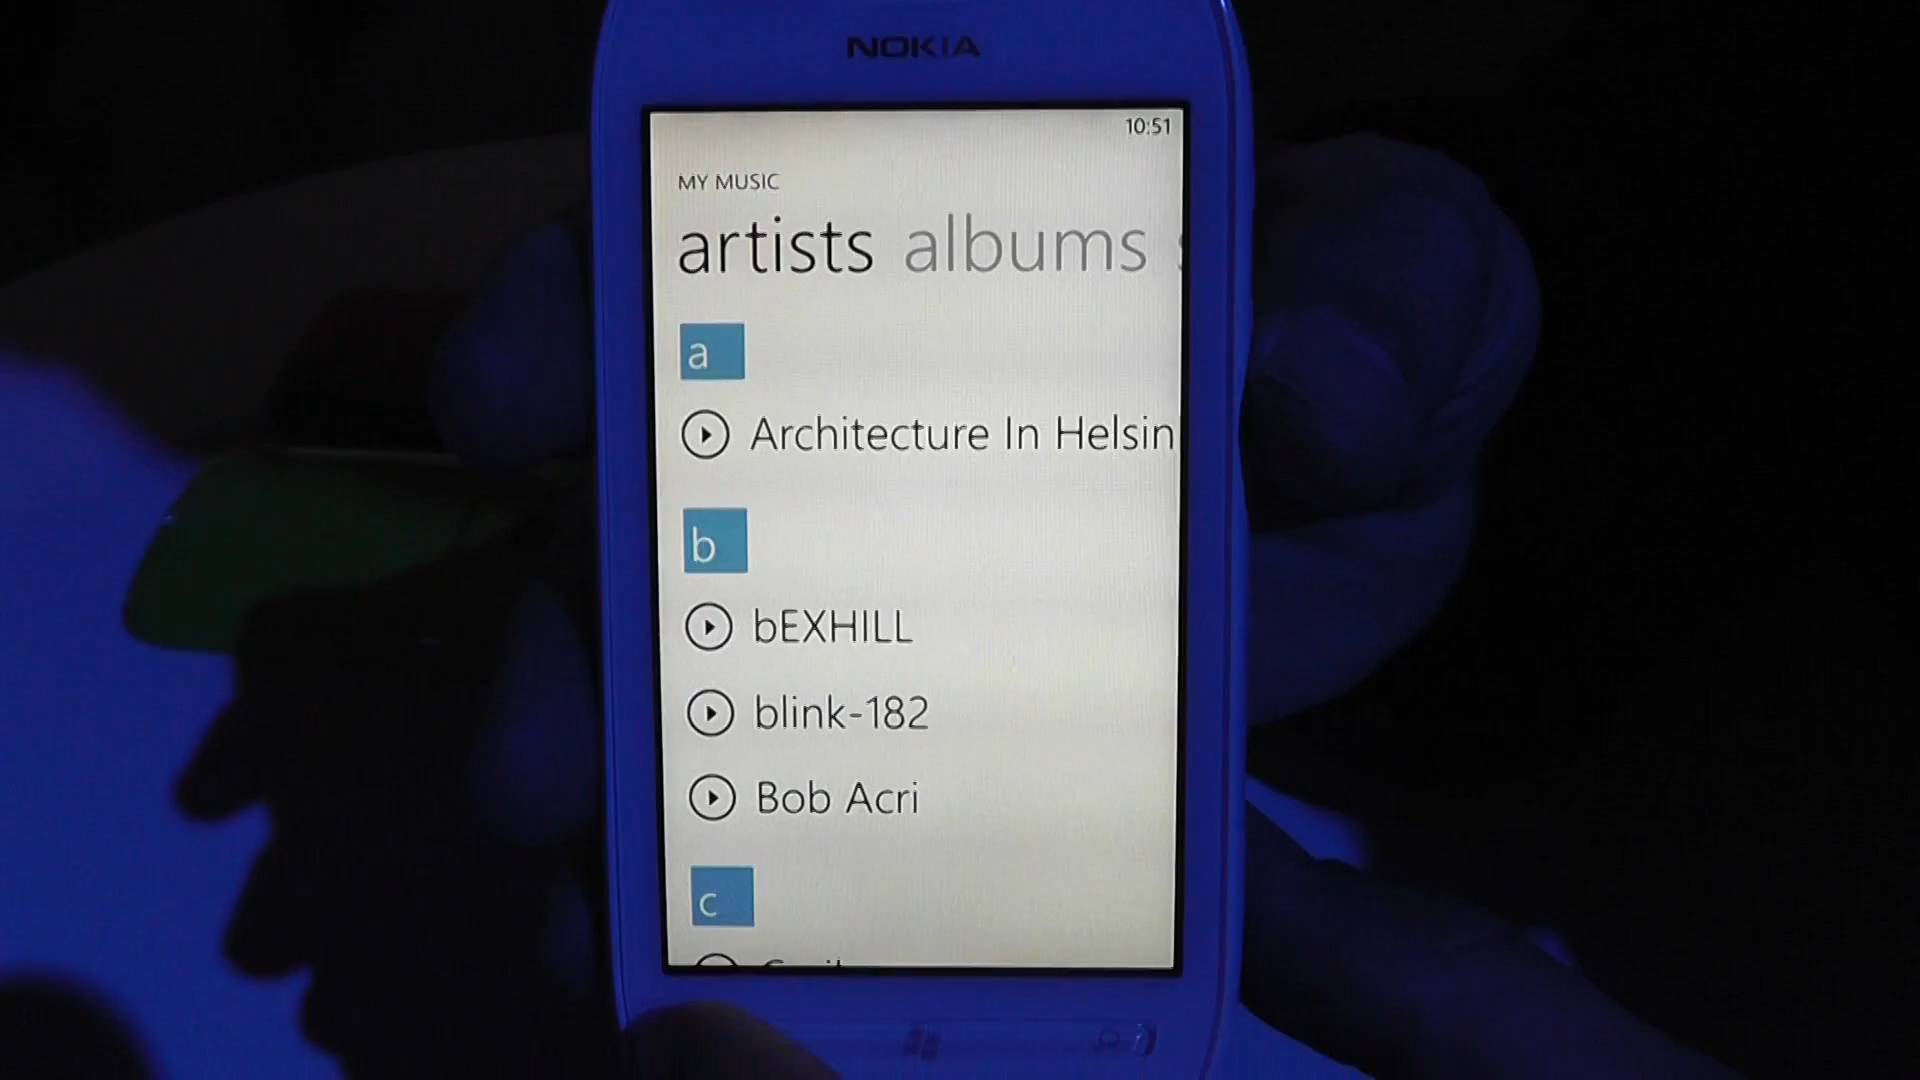 NOKIA
10:51
MY MUSIC
artists albums
a
Architecture In Helsin
b
bEXHILL
blink-182
Bob Acri
c